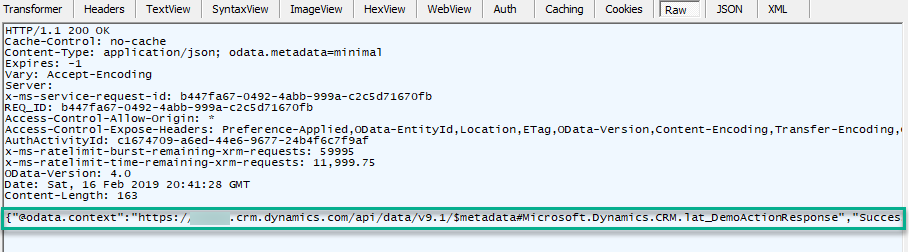 Transformer Headers TextView SyntaxView ImageView HexView WebView Auth Caching Cookies Raw JSON XML
HTTP/1.1 200 OK
Cache-Control: no-cache
Content-Type: application/json; odata.metadata=minimal
Expires: -1
Vary: Accept-Encoding
Server:
x-ms-service-request-id: b447fa67-0492-4abb-999a-c2c5d71670fb
REQ_ID: b447fa67-0492-4abb-999a-c2c5d71670fb
Access-Control-Allow-Origin: *
Access-Control-Expose-Headers: Preference-Applied,OData-EntityId,Location,ETag,OData-Version,Content-Encoding,Transfer-Encoding,
AuthActivityId: c1674709-a6ed-44e6-9677-24b4f6c7f9af
x-ms-ratelimit-burst-remaining-xrm-requests: 59995
x-ms-ratelimit-time-remaining-xrm-requests: 11,999.75
OData-Version: 4.0
Date: Sat, 16 Feb 2019 20:41:28 GMT
Content-Length: 163
{"@odata.context":"https:// .crm.dynamics.com/api/data/v9.1/$metadata#Microsoft.Dynamics.CRM.lat_DemoActionResponse","Succes